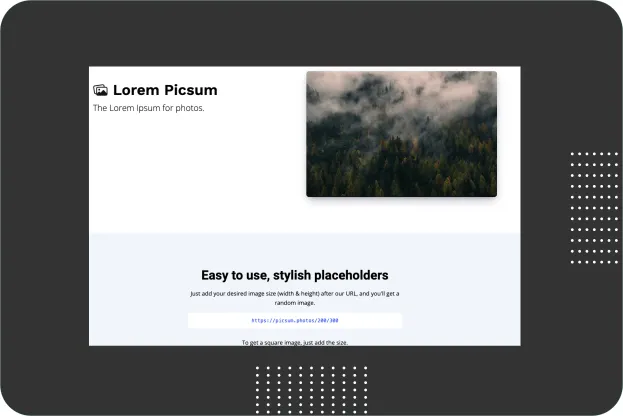 Lorem Picsum
The Lorem Ipsum for photos.
Easy to use, stylish placeholders
Just add your desired image size (width & height) after our URL, and you'll get a
random image.
https://picsum.photos/200/300
To get a square image, just add the size.